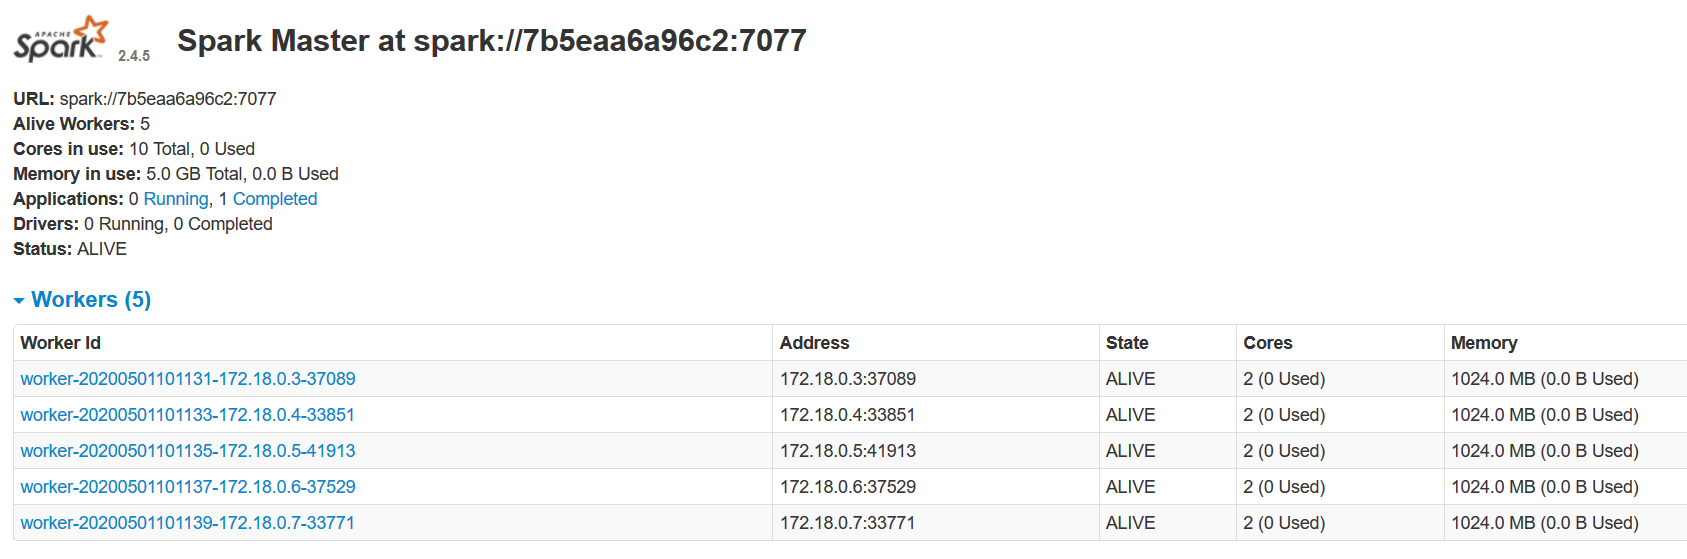 APACHE
Spark 2.4.5 Spark Master at spark://7b5eaa6a96c2:7077
URL: spark://7b5eaa6a96c2:7077
Alive Workers: 5
Cores in use: 10 Total, 0 Used
Memory in use: 5.0 GB Total, 0.0 B Used
Applications: 0 Running, 1 Completed
Drivers: 0 Running, 0 Completed
Status: ALIVE
Workers (5)
Worker Id Address State Cores Memory
worker-20200501101131-172.18.0.3-37089 172.18.0.3:37089 ALIVE 2 (0 Used) 1024.0 MB (0.0 B Used)
worker-20200501101133-172.18.0.4-33851 172.18.0.4:33851 ALIVE 2 (0 Used) 1024.0 MB (0.0 B Used)
worker-20200501101135-172.18.0.5-41913 172.18.0.5:41913 ALIVE 2 (0 Used) 1024.0 MB (0.0 B Used)
worker-20200501101137-172.18.0.6-37529 172.18.0.6:37529 ALIVE 2 (0 Used) 1024.0 MB (0.0 B Used)
worker-20200501101139-172.18.0.7-33771 172.18.0.7:33771 ALIVE 2 (0 Used) 1024.0 MB (0.0 B Used)